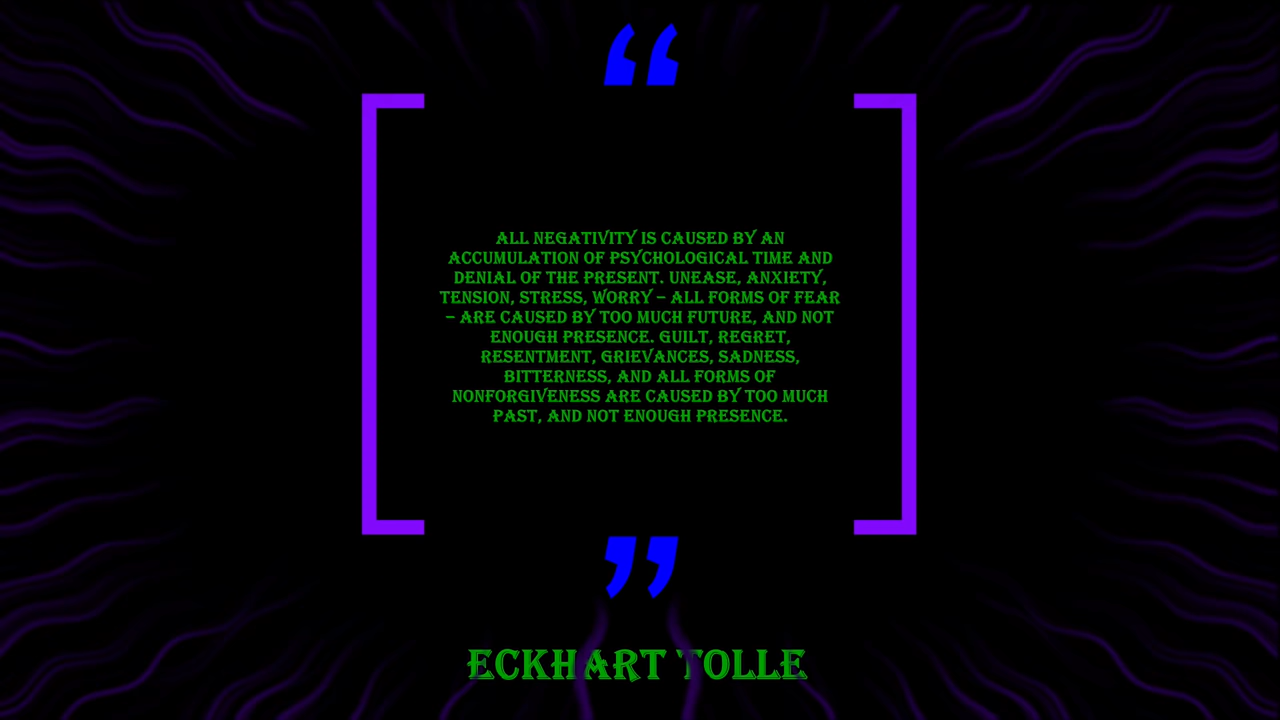 “
ALL NEGATIVITY IS CAUSED BY AN
ACCUMULATION OF PSYCHOLOGICAL TIME AND
DENIAL OF THE PRESENT. UNEASE, ANXIETY,
TENSION, STRESS, WORRY – ALL FORMS OF FEAR
– ARE CAUSED BY TOO MUCH FUTURE, AND NOT
ENOUGH PRESENCE. GUILT, REGRET,
RESENTMENT, GRIEVANCES, SADNESS,
BITTERNESS, AND ALL FORMS OF
NONFORGIVENESS ARE CAUSED BY TOO MUCH
PAST, AND NOT ENOUGH PRESENCE.
”
ECKHART TOLLE